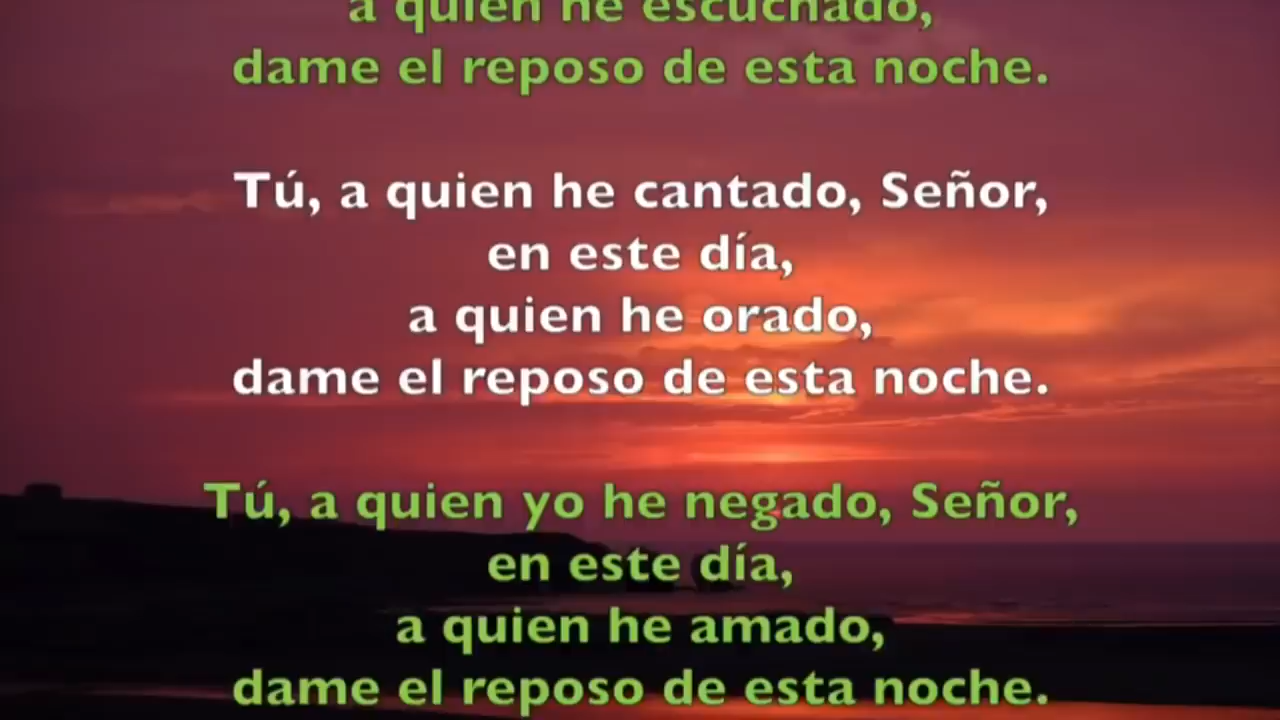 a quien he escuchado,
dame el reposo de esta noche.
Tú, a quien he cantado, Señor,
en este día,
a quien he orado,
dame el reposo de esta noche.
Tú, a quien yo he negado, Señor,
en este día,
a quien he amado,
dame el reposo de esta noche.